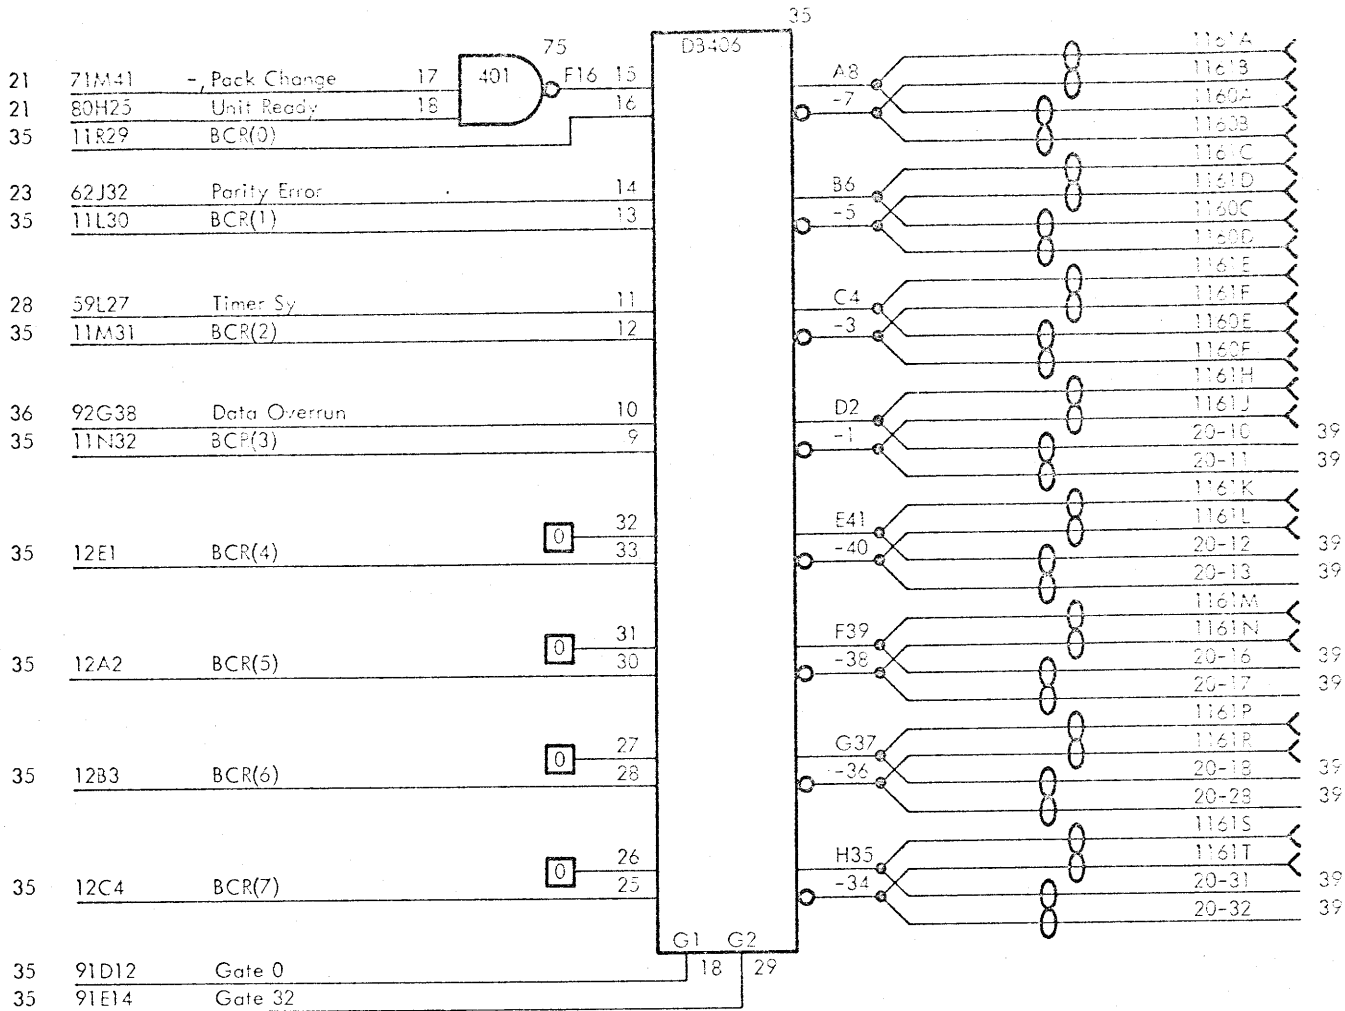 35
75 DB406 1161A
21 71M41 -,Pack Change 17 401 F16 15 A8 1161B
21 80H25 Unit Ready 18 16 -7 1160A
35 11R29 BCR(0) 1160B
1161C
23 62J32 Parity Error 14 B6 1161D
35 11L30 BCR(1) 13 -5 1160C
1160D
1161E
28 59L27 Timer Sy 11 C4 1161F
35 11M31 BCR(2) 12 -3 1160E
1160F
1161H
36 92G38 Data Overrun 10 D2 1161J
35 11N32 BCR(3) 9 -1 20-10 39
20-11 39
1161K
32 E41 1161L
35 12E1 BCR(4) 0 33 -40 20-12 39
20-13 39
1161M
31 F39 1161N
35 12A2 BCR(5) 0 30 -38 20-16 39
20-17 39
1161P
27 G37 1161R
35 12B3 BCR(6) 0 28 -36 20-18 39
20-28 39
1161S
26 H35 1161T
35 12C4 BCR(7) 0 25 -34 20-31 39
20-32 39
G1 G2
35 91D12 Gate 0 18 29
35 91E14 Gate 32